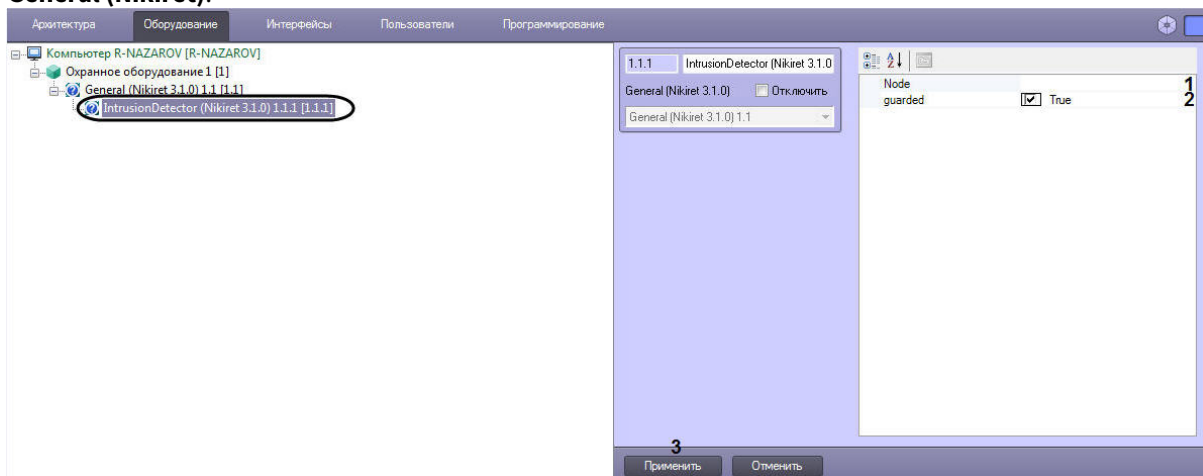 General (Nikiret).
Архитектура Оборудование Интерфейсы Пользователи Программирование
Компьютер R-NAZAROV [R-NAZAROV]
Охранное оборудование 1 [1]
General (Nikiret 3.1.0) 1.1 [1.1]
IntrusionDetector (Nikiret 3.1.0) 1.1.1 [1.1.1]
1.1.1 IntrusionDetector (Nikiret 3.1.0
General (Nikiret 3.1.0) Отключить
General (Nikiret 3.1.0) 1.1
Node 1
guarded True 2
3
Применить Отменить